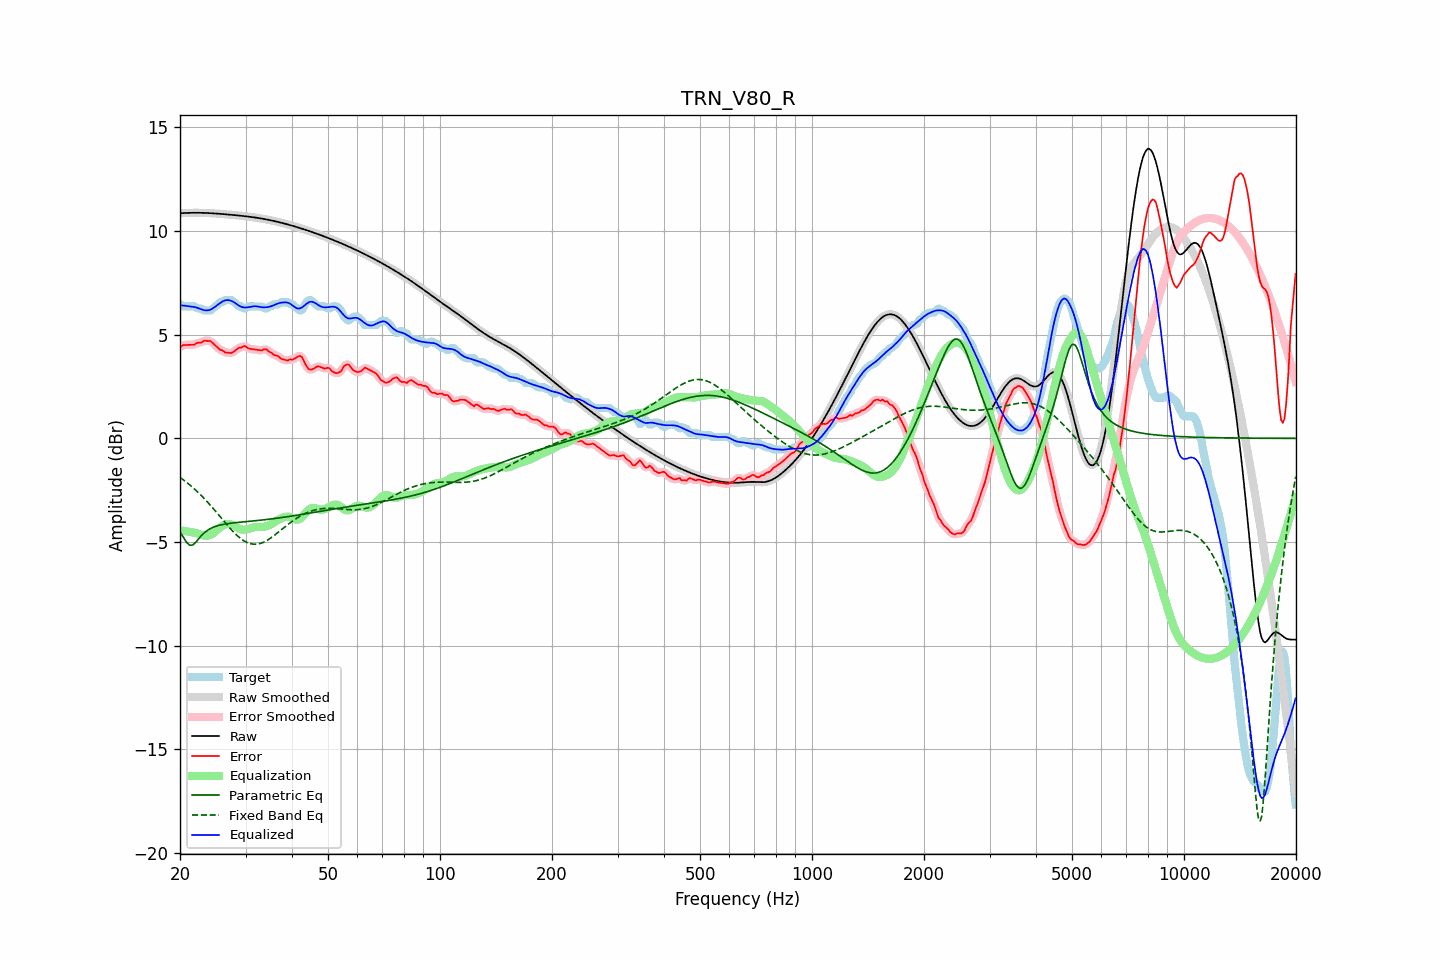 TRN_V80_R
Amplitude (dBr)
15
10
5
0
−5
−10
−15
−20
Target
Raw Smoothed
Error Smoothed
Raw
Error
Equalization
Parametric Eq
Fixed Band Eq
Equalized
20 50 100 200 500 1000 2000 5000 10000 20000
Frequency (Hz)